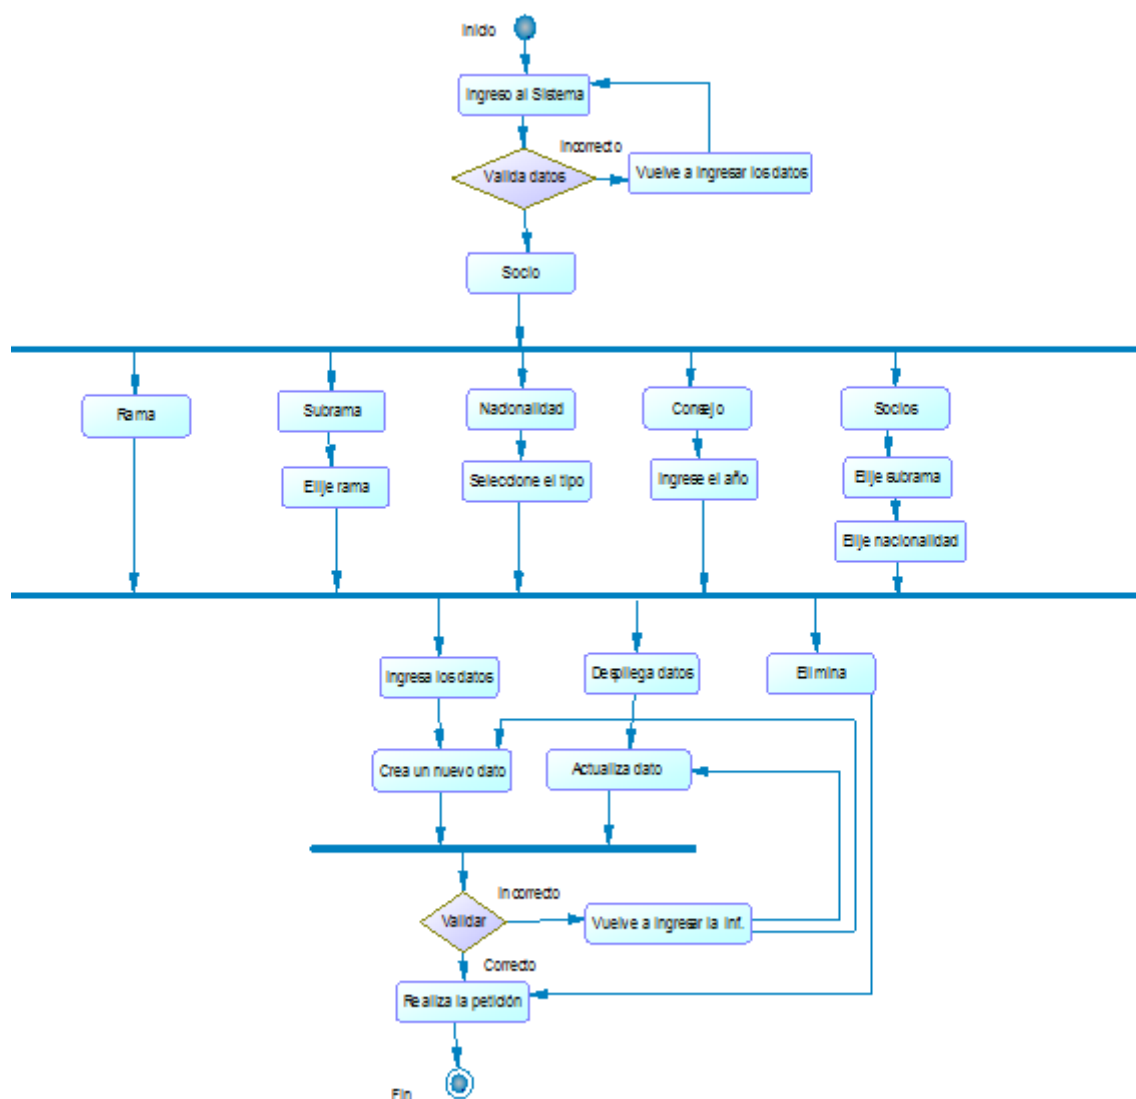 Inicio
Ingreso al Sistema
Incorrecto
Valida datos
Vuelve a Ingresar los datos
Socio
Rama
Subrama
Nacionalidad
Consejo
Socios
Elije rama
Seleccione el tipo
Ingrese el año
Elije subrama
Elije nacionalidad
Ingresa los datos
Despliega datos
Elimina
Crea un nuevo dato
Actualiza dato
Incorrecto
Validar
Vuelve a Ingresar la Inf.
Correcto
Realiza la petición
Fin